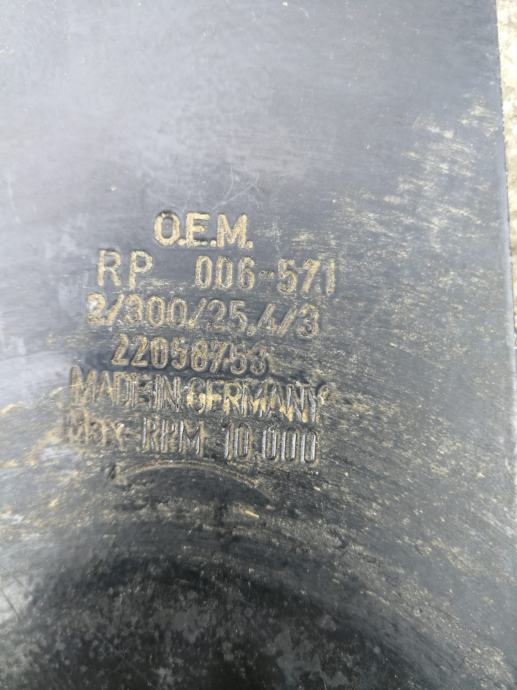 O.E.M.
RP 006-571
2/300/25,4/3
22058753
MADE IN GERMANY
Max RPM 10,000